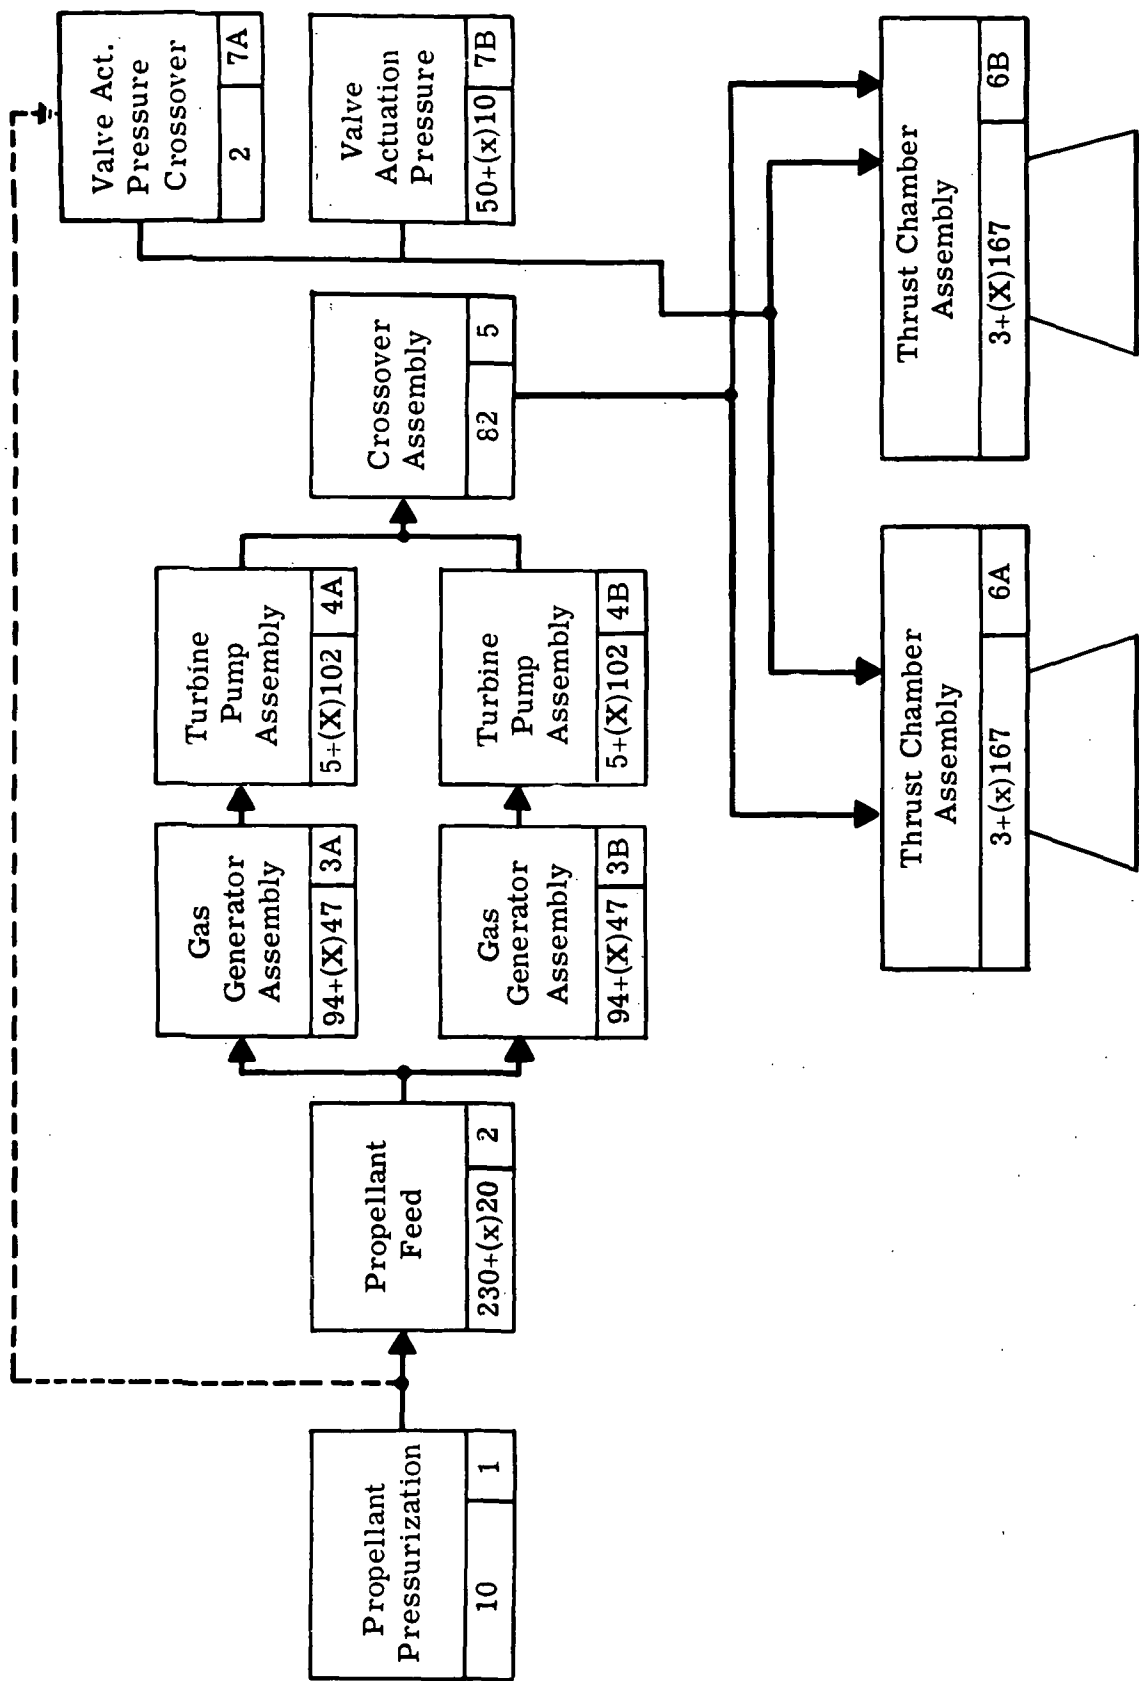 Propellant
Pressurization
10
1
Propellant
Feed
230+(x)20
2
Gas
Generator
Assembly
94+(X)47
3A
Gas
Generator
Assembly
94+(X)47
3B
Turbine
Pump
Assembly
5+(X)102
4A
Turbine
Pump
Assembly
5+(X)102
4B
Crossover
Assembly
82
5
Valve Act.
Pressure
Crossover
2
7A
Valve
Actuation
Pressure
50+(x)10
7B
Thrust Chamber
Assembly
3+(x)167
6A
Thrust Chamber
Assembly
3+(X)167
6B